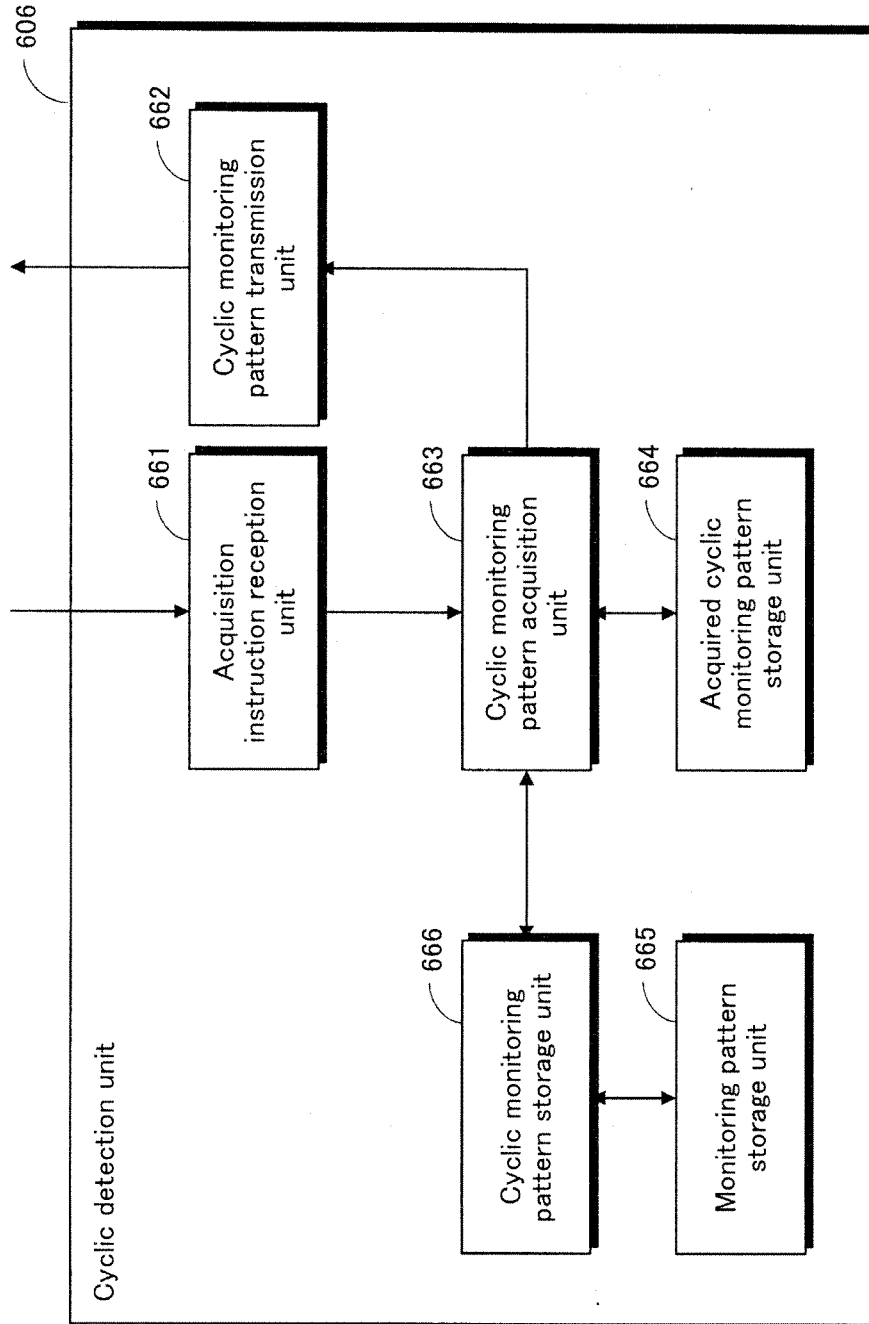 606
Cyclic detection unit
661
Acquisition
instruction reception
unit
662
Cyclic monitoring
pattern transmission
unit
666
Cyclic monitoring
pattern storage unit
663
Cyclic monitoring
pattern acquisition
unit
665
Monitoring pattern
storage unit
664
Acquired cyclic
monitoring pattern
storage unit